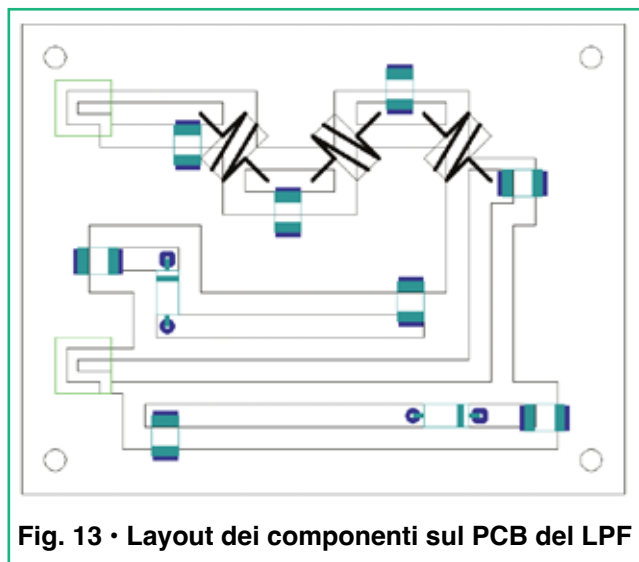 Fig. 13 • Layout dei componenti sul PCB del LPF